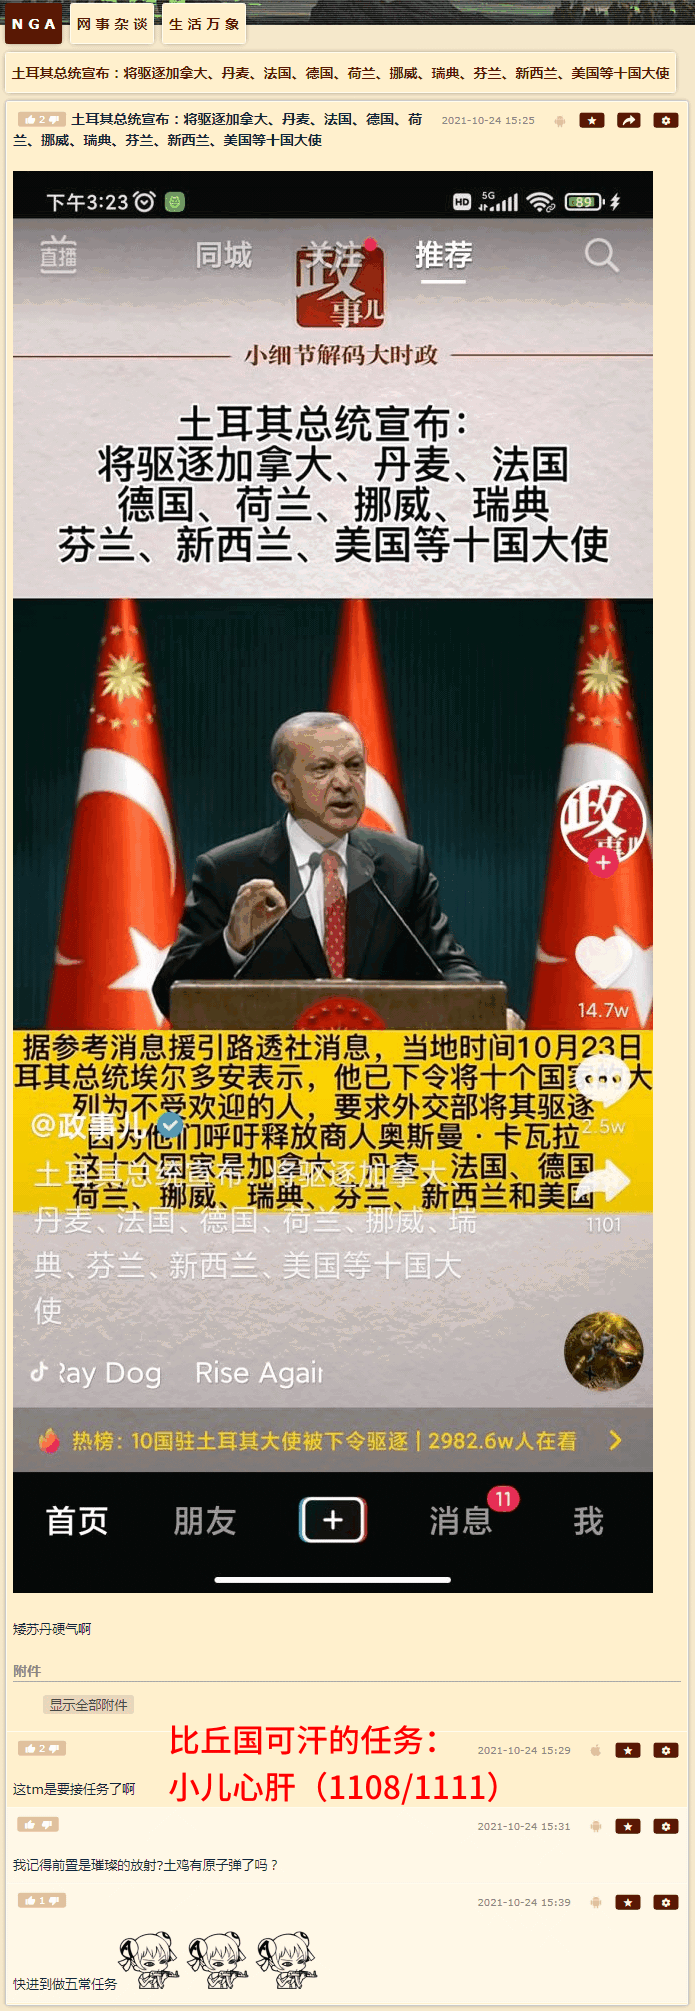 NGA 网事杂谈 生活万象
土耳其总统宣布：将驱逐加拿大、丹麦、法国、德国、荷兰、挪威、瑞典、芬兰、新西兰、美国等十国大使
2 土耳其总统宣布：将驱逐加拿大、丹麦、法国、德国、荷 2021-10-24 15:25
兰、挪威、瑞典、芬兰、新西兰、美国等十国大使
下午3:23 HD 5G 89
直播 同城 关注 推荐
政
事儿
小细节解码大时政
土耳其总统宣布：
将驱逐加拿大、丹麦、法国
德国、荷兰、挪威、瑞典
芬兰、新西兰、美国等十国大使
政
事儿
14.7w
据参考消息援引路透社消息，当地时间10月23日
耳其总统埃尔多安表示，他已下令将十个国家的大
列为不受欢迎的人，要求外交部将其驱逐
@政事儿
2.5w
因为他们呼吁释放商人奥斯曼·卡瓦拉
这十个国家是加拿大、丹麦、法国、德国
荷兰、挪威、瑞典、芬兰、新西兰和美国
土耳其总统宣布：将驱逐加拿大、
丹麦、法国、德国、荷兰、挪威、瑞
典、芬兰、新西兰、美国等十国大
使
1101
Ray Dog Rise Again
热榜：10国驻土耳其大使被下令驱逐 | 2982.6w人在看
首页 朋友 消息 11 我
矮苏丹硬气啊
附件
显示全部附件
2 2021-10-24 15:29
比丘国可汗的任务：
小儿心肝（1108/1111）
这tm是要接任务了啊
2021-10-24 15:31
我记得前置是璀璨的放射?土鸡有原子弹了吗？
1 2021-10-24 15:39
快进到做五常任务